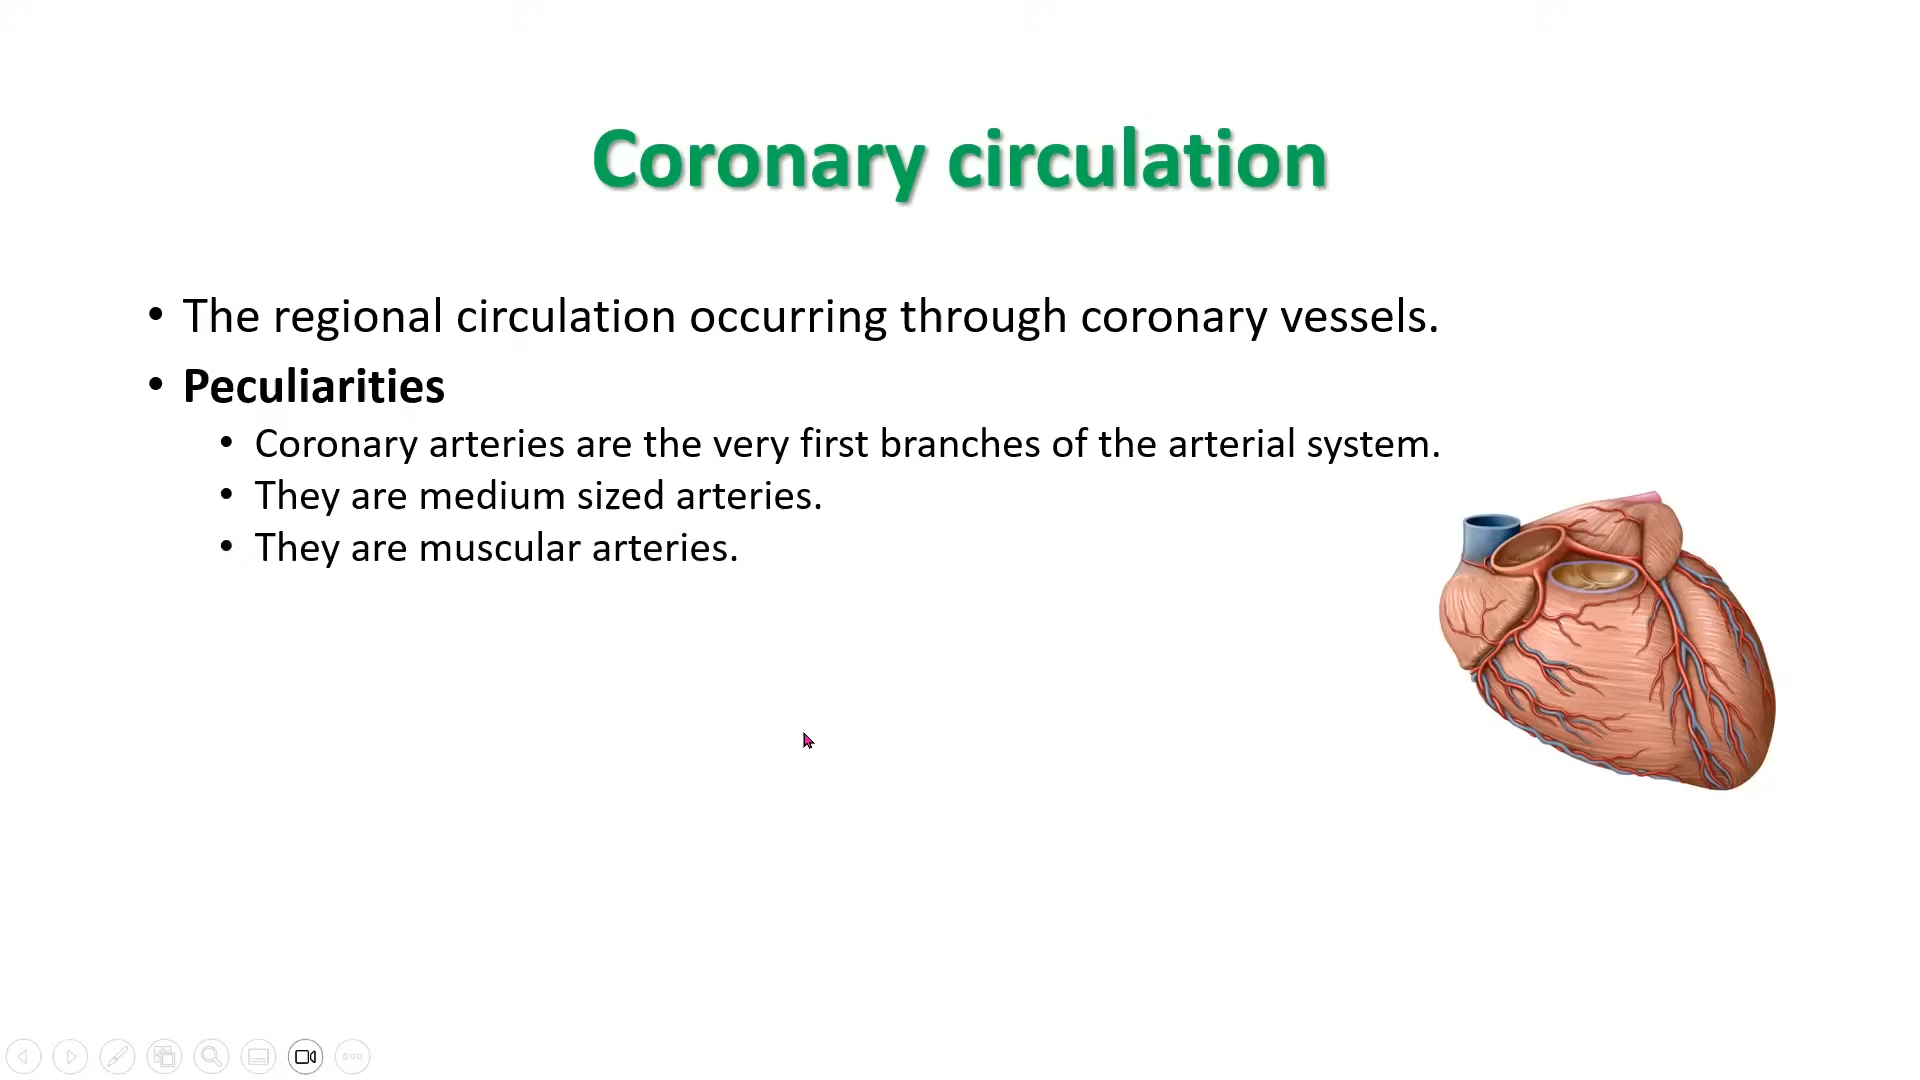 Coronary circulation
• The regional circulation occurring through coronary vessels.
• Peculiarities
• Coronary arteries are the very first branches of the arterial system.
• They are medium sized arteries.
• They are muscular arteries.